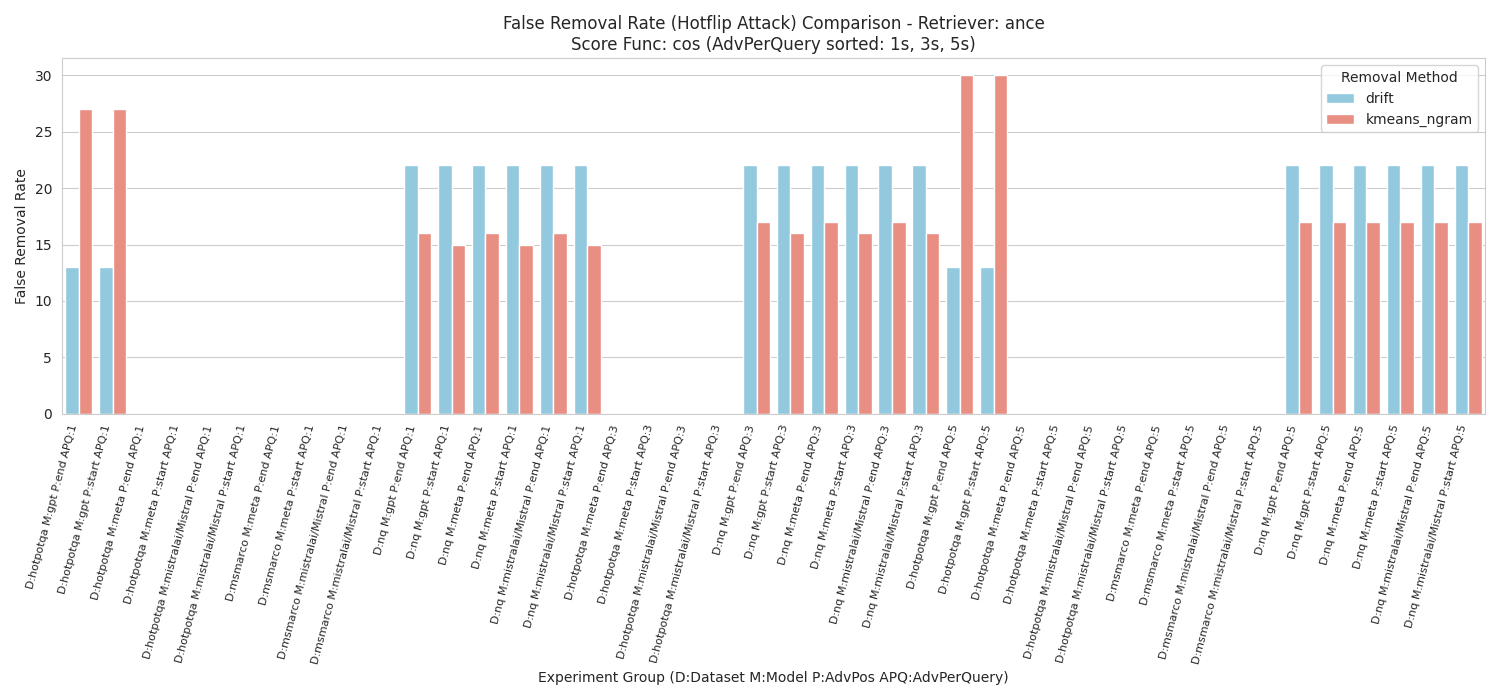 False Removal Rate (Hotflip Attack) Comparison - Retriever: ance
Score Func: cos (AdvPerQuery sorted: 1s, 3s, 5s)
Removal Method
drift
kmeans_ngram
False Removal Rate
30
25
20
15
10
5
0
D:hotpotqa M:gpt P:end APQ:1
D:hotpotqa M:gpt P:start APQ:1
D:hotpotqa M:meta P:end APQ:1
D:hotpotqa M:meta P:start APQ:1
D:hotpotqa M:mistralai/Mistral P:end APQ:1
D:hotpotqa M:mistralai/Mistral P:start APQ:1
D:msmarco M:meta P:end APQ:1
D:msmarco M:meta P:start APQ:1
D:msmarco M:mistralai/Mistral P:end APQ:1
D:msmarco M:mistralai/Mistral P:start APQ:1
D:nq M:gpt P:end APQ:1
D:nq M:gpt P:start APQ:1
D:nq M:meta P:end APQ:1
D:nq M:meta P:start APQ:1
D:nq M:mistralai/Mistral P:end APQ:1
D:nq M:mistralai/Mistral P:start APQ:1
D:hotpotqa M:meta P:end APQ:3
D:hotpotqa M:meta P:start APQ:3
D:hotpotqa M:mistralai/Mistral P:end APQ:3
D:hotpotqa M:mistralai/Mistral P:start APQ:3
D:nq M:gpt P:end APQ:3
D:nq M:gpt P:start APQ:3
D:nq M:meta P:end APQ:3
D:nq M:meta P:start APQ:3
D:nq M:mistralai/Mistral P:end APQ:3
D:nq M:mistralai/Mistral P:start APQ:3
D:hotpotqa M:gpt P:end APQ:5
D:hotpotqa M:gpt P:start APQ:5
D:hotpotqa M:meta P:end APQ:5
D:hotpotqa M:meta P:start APQ:5
D:hotpotqa M:mistralai/Mistral P:end APQ:5
D:hotpotqa M:mistralai/Mistral P:start APQ:5
D:msmarco M:meta P:end APQ:5
D:msmarco M:meta P:start APQ:5
D:msmarco M:mistralai/Mistral P:end APQ:5
D:msmarco M:mistralai/Mistral P:start APQ:5
D:nq M:gpt P:end APQ:5
D:nq M:gpt P:start APQ:5
D:nq M:meta P:end APQ:5
D:nq M:meta P:start APQ:5
D:nq M:mistralai/Mistral P:end APQ:5
D:nq M:mistralai/Mistral P:start APQ:5
Experiment Group (D:Dataset M:Model P:AdvPos APQ:AdvPerQuery)